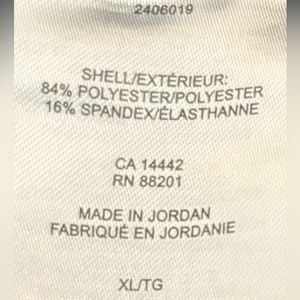 2406019
SHELL/EXTÉRIEUR:
84% POLYESTER/POLYESTER
16% SPANDEX/ÉLASTHANNE
CA 14442
RN 88201
MADE IN JORDAN
FABRIQUÉ EN JORDANIE
XL/TG